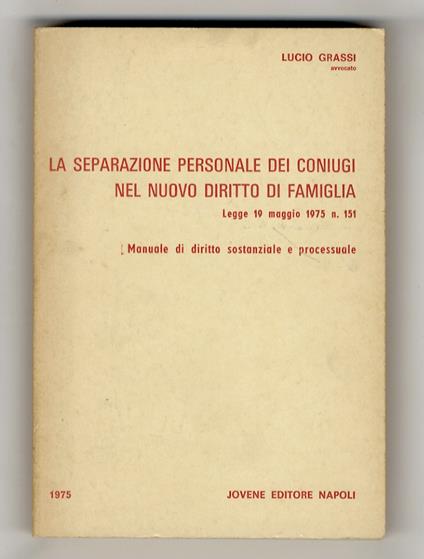 LUCIO GRASSI
avvocato
LA SEPARAZIONE PERSONALE DEI CONIUGI
NEL NUOVO DIRITTO DI FAMIGLIA
Legge 19 maggio 1975 n. 151
Manuale di diritto sostanziale e processuale
1975 JOVENE EDITORE NAPOLI